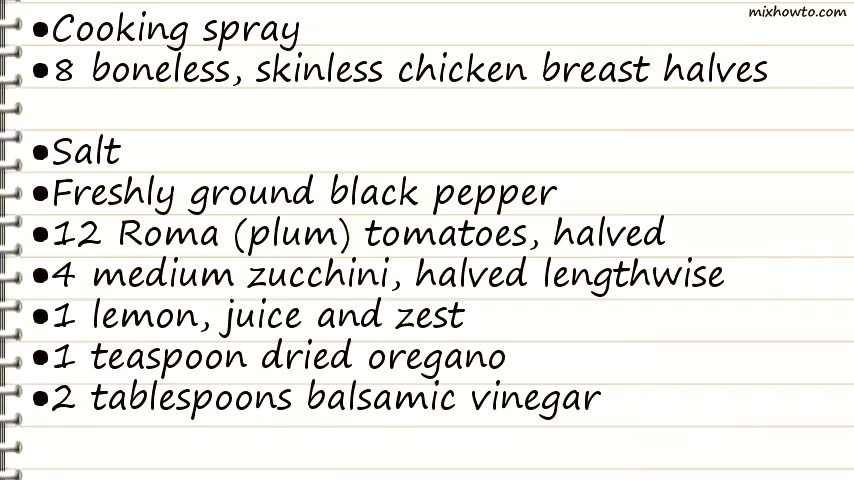 mixhowto.com
•Cooking spray
•8 boneless, skinless chicken breast halves
•Salt
•Freshly ground black pepper
•12 Roma (plum) tomatoes, halved
•4 medium zucchini, halved lengthwise
•1 lemon, juice and zest
•1 teaspoon dried oregano
•2 tablespoons balsamic vinegar